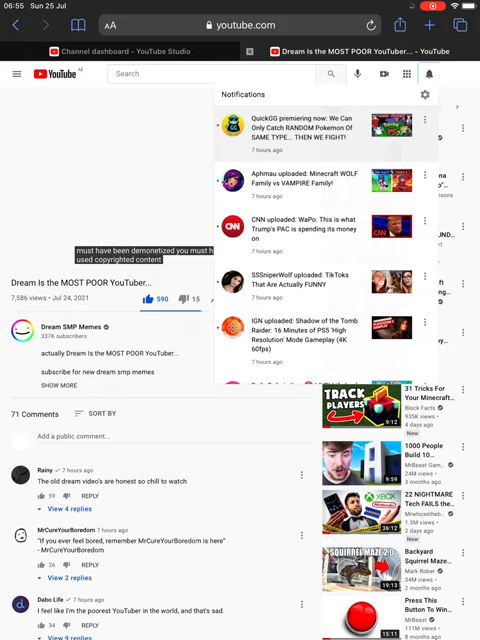 06:55 Sun 25 Jul
AA
youtube.com
Channel dashboard - YouTube Studio
Dream Is the MOST POOR YouTuber... - YouTube
YouTube
Search
Notifications
QuickGG premiering now: We Can
Only Catch RANDOM Pokemon Of
SAME TYPE... THEN WE FIGHT!
7 hours ago
Aphmau uploaded: Minecraft WOLF
Family vs VAMPIRE Family!
7 hours ago
CNN uploaded: WaPo: This is what
Trump's PAC is spending its money
on
7 hours ago
SSSniperWolf uploaded: TikToks
That Are Actually FUNNY
7 hours ago
IGN uploaded: Shadow of the Tomb
Raider: 16 Minutes of PS5 'High
Resolution' Mode Gameplay (4K
60fps)
7 hours ago
must have been demonetized you must h
used copyrighted content
Dream Is the MOST POOR YouTuber...
7,586 views • Jul 24, 2021
590
15
Dream SMP Memes
337K subscribers
actually Dream Is the MOST POOR YouTuber...
subscribe for new dream smp memes
SHOW MORE
71 Comments
SORT BY
Add a public comment...
Rainy 7 hours ago
The old dream video's are honest so chill to watch
59
REPLY
View 4 replies
MrCureYourBoredom 7 hours ago
"If you ever feel bored, remember MrCureYourBoredom is here"
- MrCureYourBoredom
26
REPLY
View 2 replies
Dabo Life 7 hours ago
I feel like I'm the poorest YouTuber in the world, and that's sad.
34
REPLY
View 9 replies
TRACK
PLAYERS
9:12
31 Tricks For
Your Minecraft...
Block Facts
935K views •
4 days ago
New
9:59
1000 People
Build 10...
MrBeast Gam...
24M views •
3 months ago
XBOX
36:12
22 NIGHTMARE
Tech FAILS the...
Mrwhosetheb...
1.3M views •
2 days ago
New
SQUIRREL MAZE 2.0
19:13
Backyard
Squirrel Maze...
Mark Rober
34M views •
2 months ago
15:11
Press This
Button To Win...
MrBeast
111M views •
8 months ago